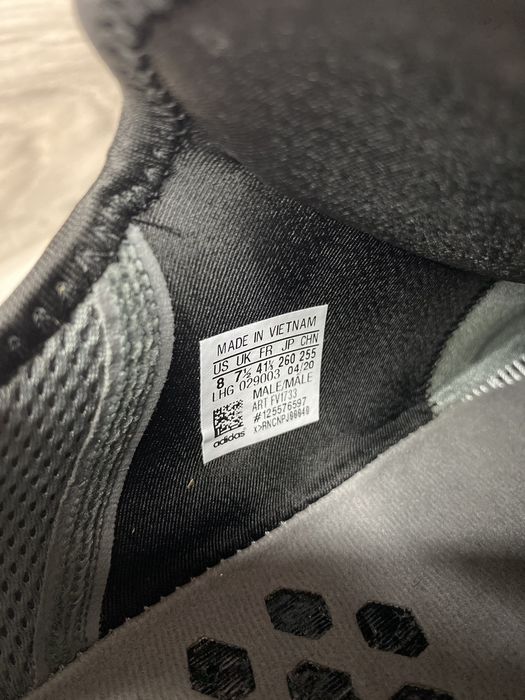 MADE IN VIETNAM
US UK FR JP CHN
8 7½ 41⅓ 260 255
LHG 029003 04/20
MALE/MALE
ART FV1733
#125576597
X>RNCNPJ00040
adidas